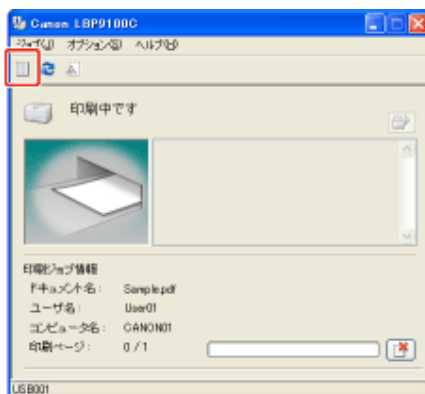 Canon LBP9100C
ジョブ(J) オプション(S) ヘルプ(H)
印刷中です
印刷ジョブ情報
ドキュメント名： Sample.pdf
ユーザ名： User01
コンピュータ名： CANON01
印刷ページ： 0 / 1
USB001